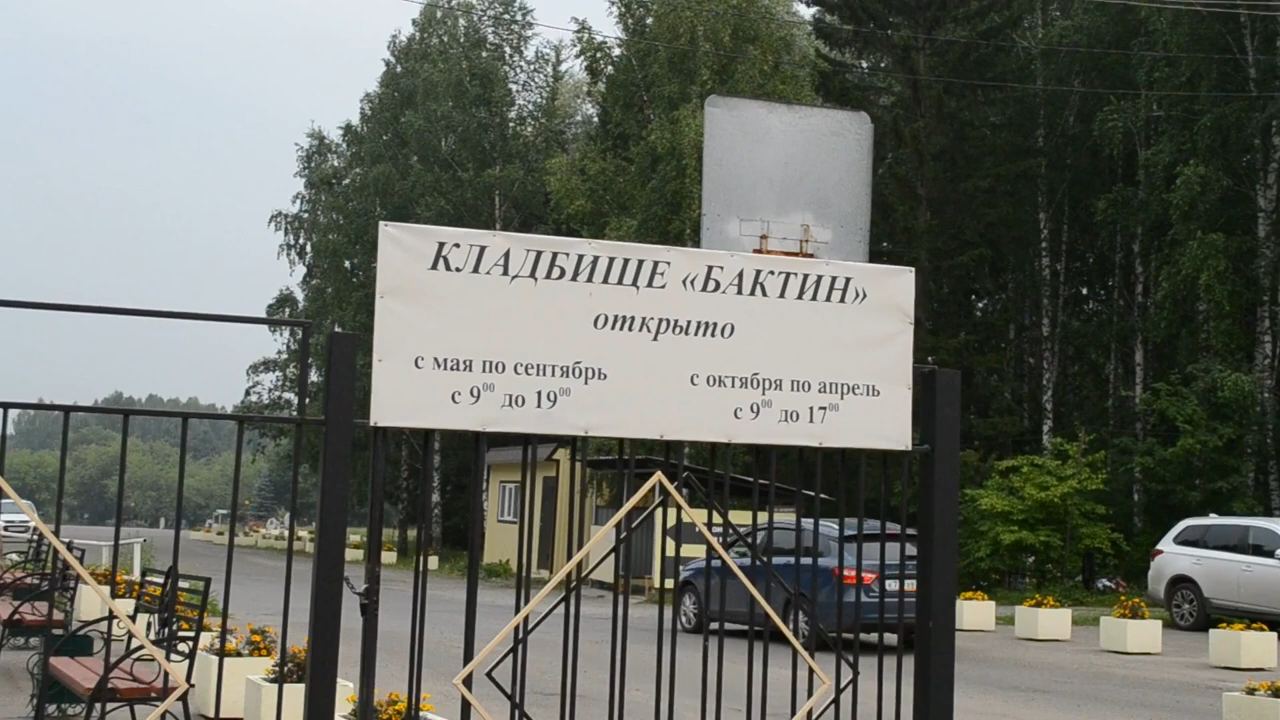 КЛАДБИЩЕ «БАКТИН»
открыто
с мая по сентябрь
с 9⁰⁰ до 19⁰⁰
с октября по апрель
с 9⁰⁰ до 17⁰⁰